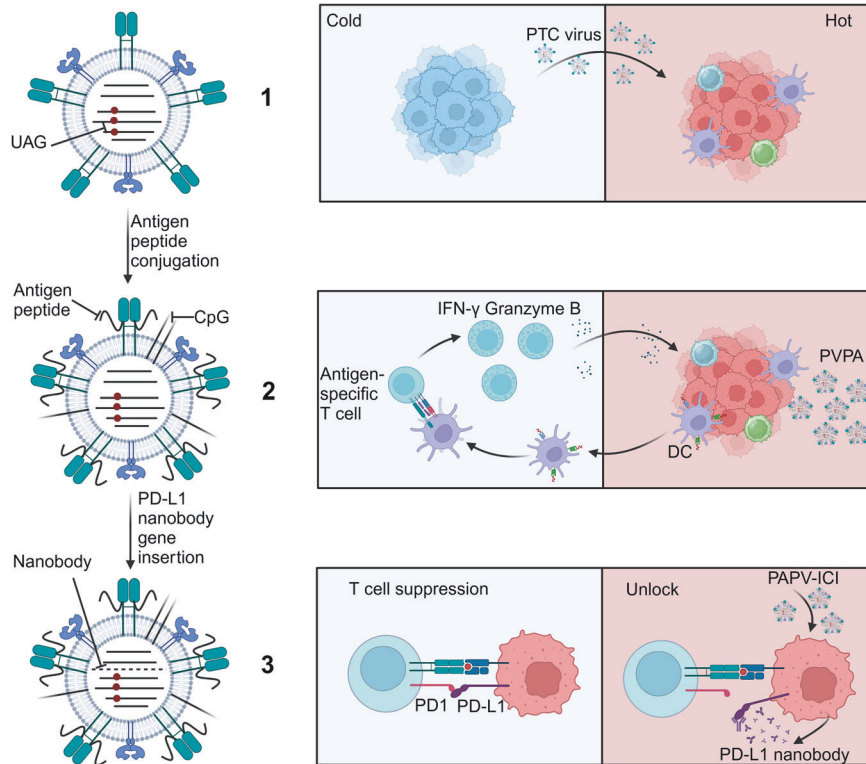 UAG
1
Cold
PTC virus
Hot
Antigen
peptide
conjugation
Antigen
peptide
CpG
2
IFN-γ Granzyme B
Antigen-
specific
T cell
DC
PVPA
PD-L1
nanobody
gene
insertion
Nanobody
3
T cell suppression
PD1
PD-L1
Unlock
PAPV-ICI
PD-L1 nanobody